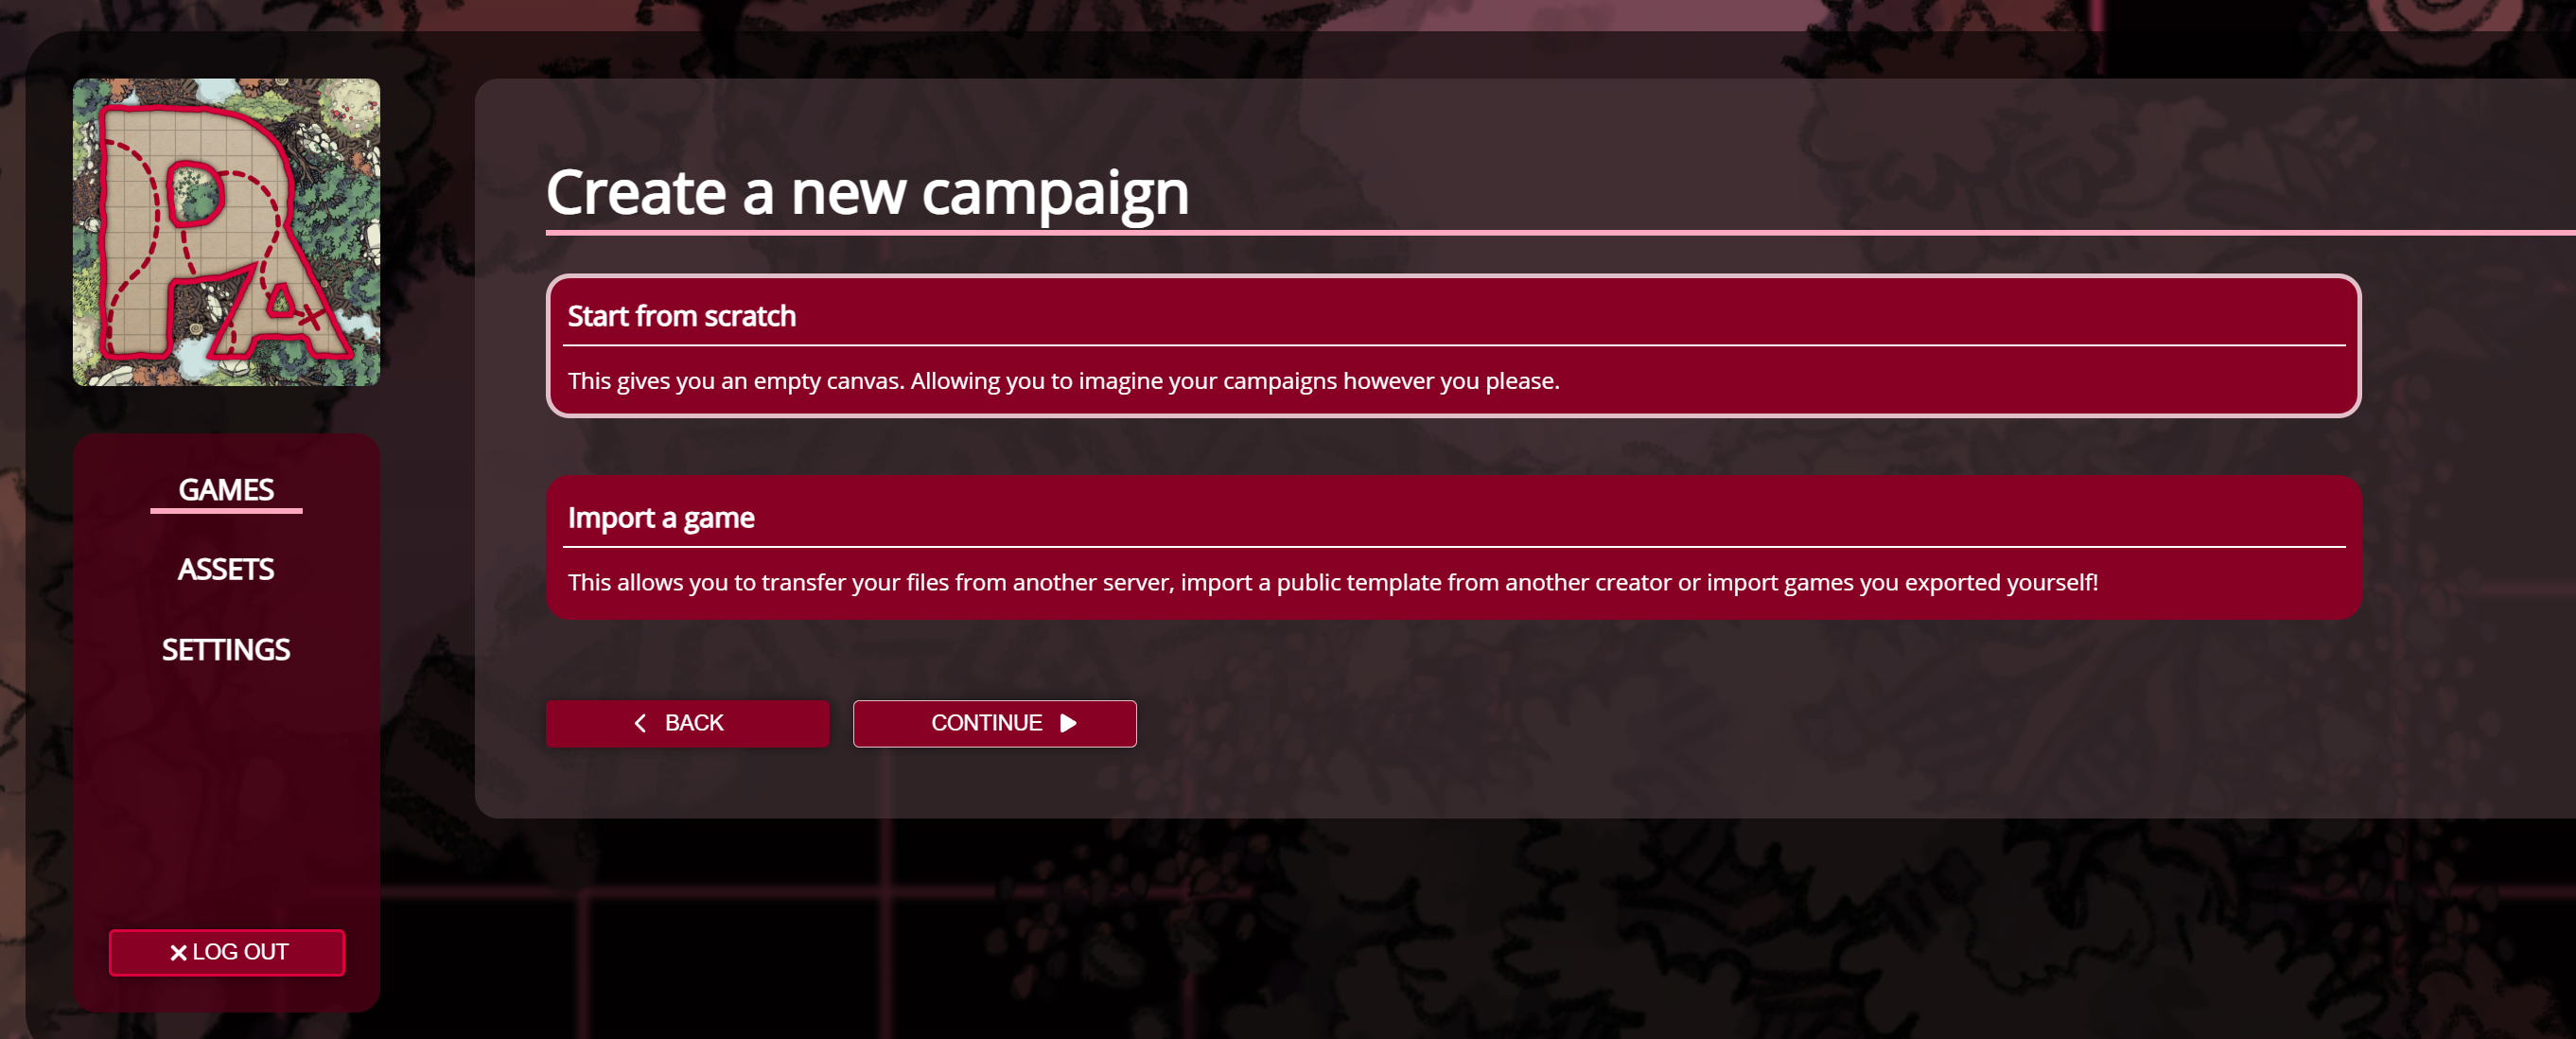 Create a new campaign
Start from scratch
This gives you an empty canvas. Allowing you to imagine your campaigns however you please.
GAMES
Import a game
ASSETS
This allows you to transfer your files from another server, import a public template from another creator or import games you exported yourself!
SETTINGS
BACK
CONTINUE
LOG OUT